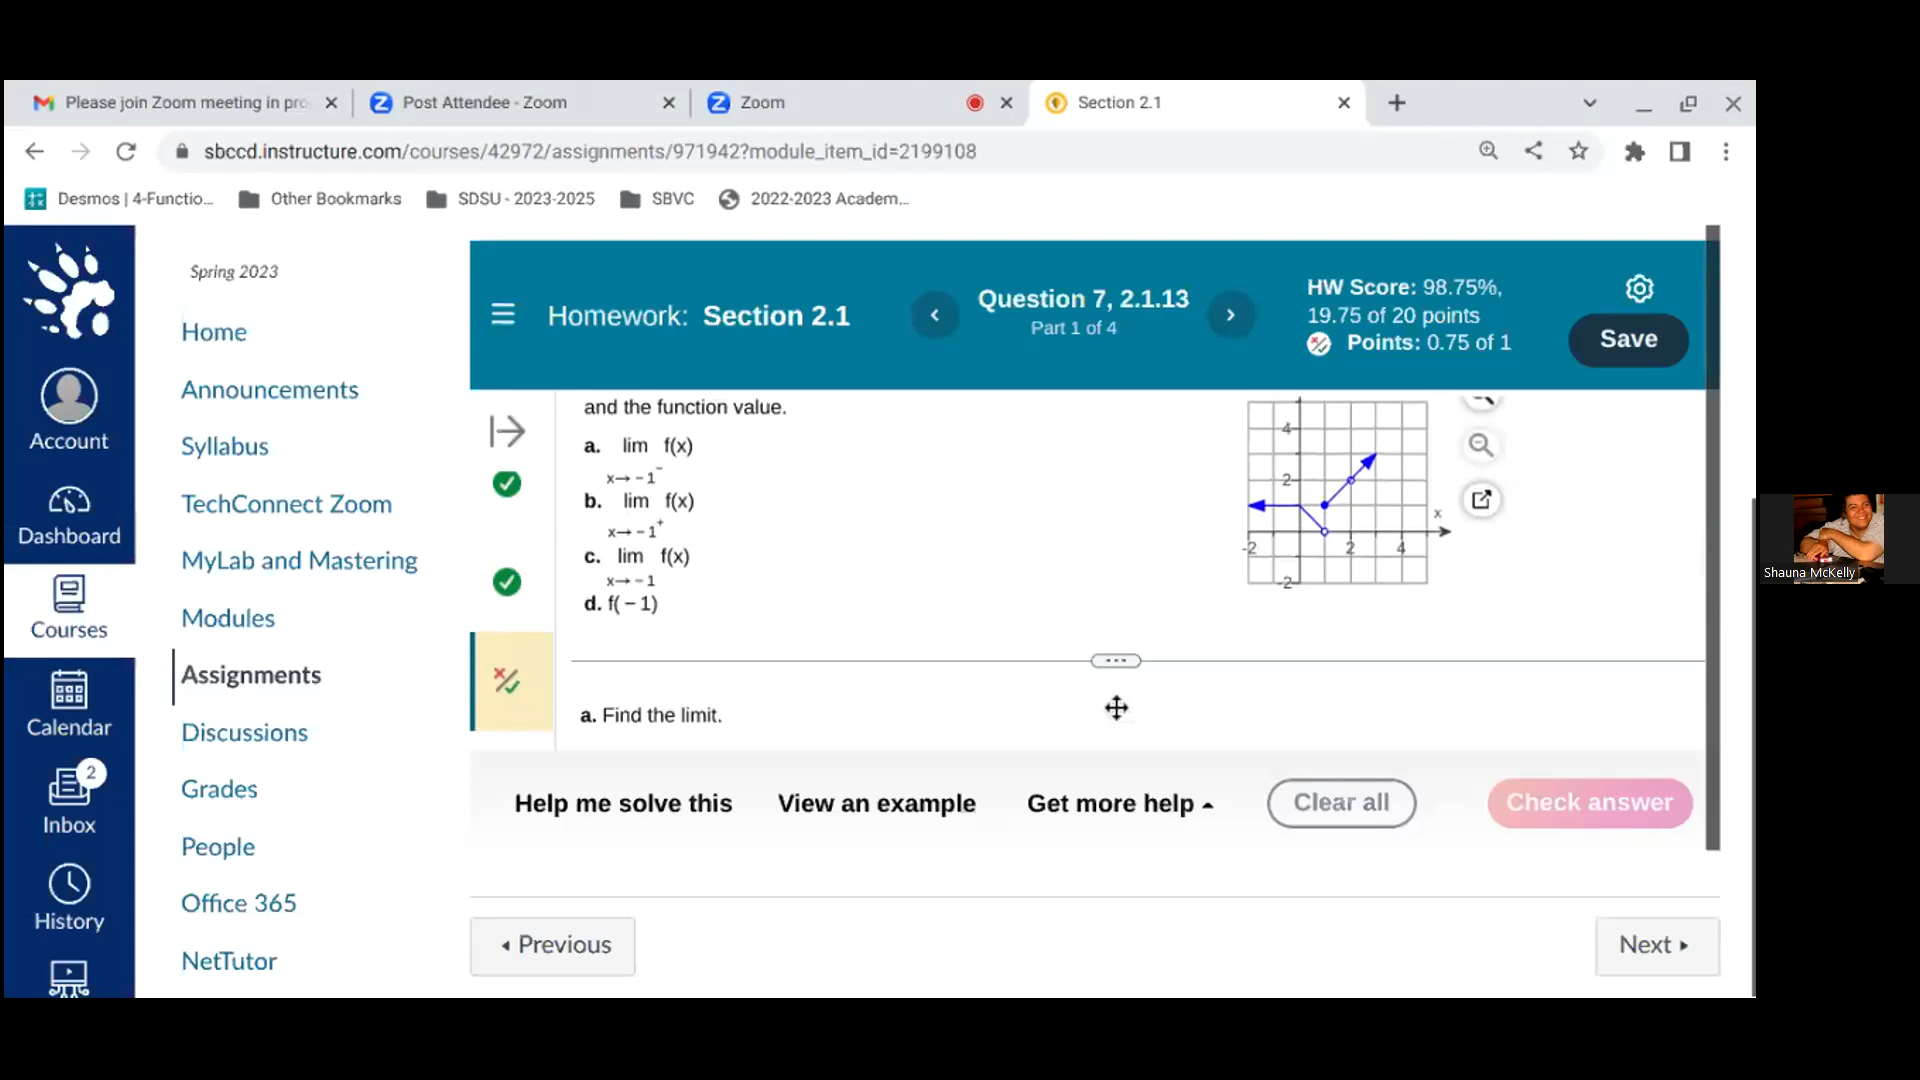 Please join Zoom meeting in pro
Post Attendee - Zoom
Zoom
Section 2.1
sbccd.instructure.com/courses/42972/assignments/971942?module_item_id=2199108
Desmos | 4-Functio...
Other Bookmarks
SDSU - 2023-2025
SBVC
2022-2023 Academ...
Account
Dashboard
Courses
Calendar
2
Inbox
History
Spring 2023
Home
Announcements
Syllabus
TechConnect Zoom
MyLab and Mastering
Modules
Assignments
Discussions
Grades
People
Office 365
NetTutor
Homework: Section 2.1
Question 7, 2.1.13
Part 1 of 4
HW Score: 98.75%,
19.75 of 20 points
Points: 0.75 of 1
Save
and the function value.
a. lim f(x)
x→ -1⁻
b. lim f(x)
x→ -1⁺
c. lim f(x)
x→ -1
d. f( - 1)
4
2
x
-2 2 4
-2
a. Find the limit.
Help me solve this
View an example
Get more help
Clear all
Check answer
Previous
Next
Shauna McKelly